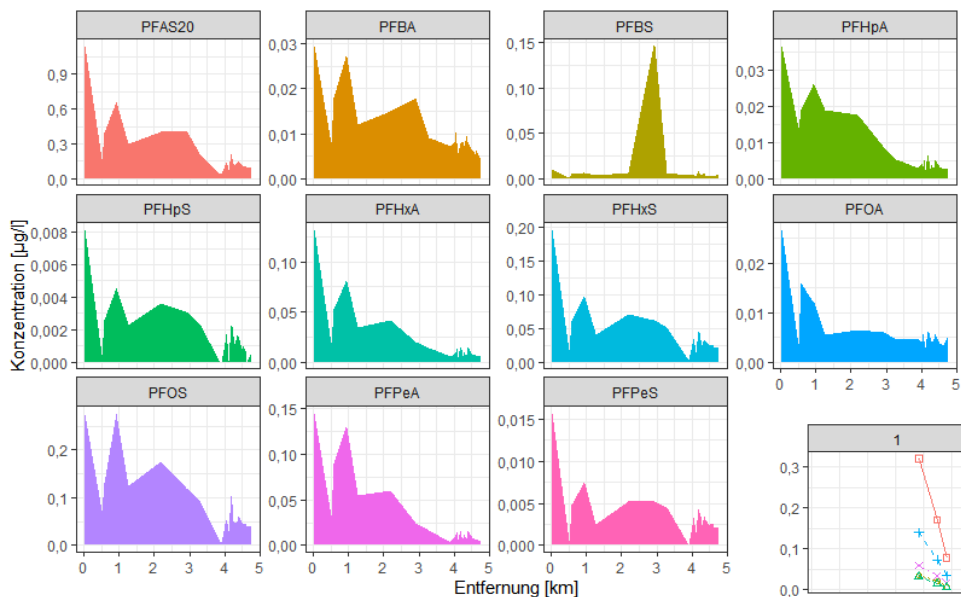 PFAS20 PFBA PFBS PFHpA
0,9 0,03 0,15 0,03
0,6 0,02 0,10 0,02
0,3 0,01 0,05 0,01
0,0 0,00 0,00 0,00
PFHpS PFHxA PFHxS PFOA
0,008 0,20
0,006 0,10 0,15 0,02
0,004 0,10
0,002 0,05 0,05 0,01
0,000 0,00 0,00 0,00
0 1 2 3 4 5
PFOS PFPeA PFPeS
0,15 0,015
0,2 0,10 0,010
0,1 0,05 0,005
0,0 0,00 0,000
0 1 2 3 4 5 0 1 2 3 4 5 0 1 2 3 4 5
1
0,3
0,2
0,1
0,0
Konzentration [µg/l]
Entfernung [km]